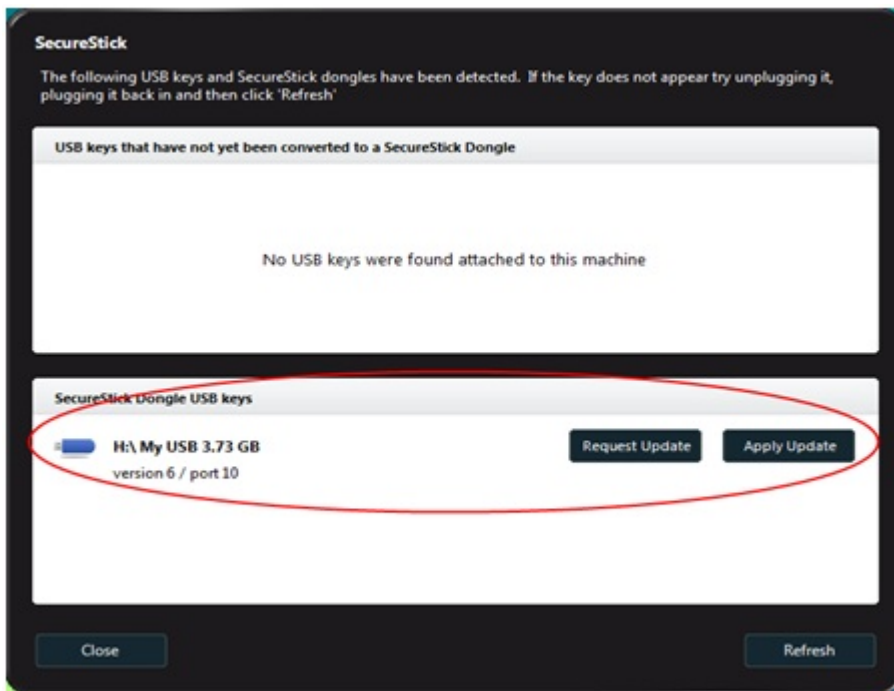 SecureStick
The following USB keys and SecureStick dongles have been detected. If the key does not appear try unplugging it,
plugging it back in and then click 'Refresh'
USB keys that have not yet been converted to a SecureStick Dongle
No USB keys were found attached to this machine
SecureStick Dongle USB keys
H:\ My USB 3.73 GB
Request Update
Apply Update
version 6 / port 10
Close
Refresh